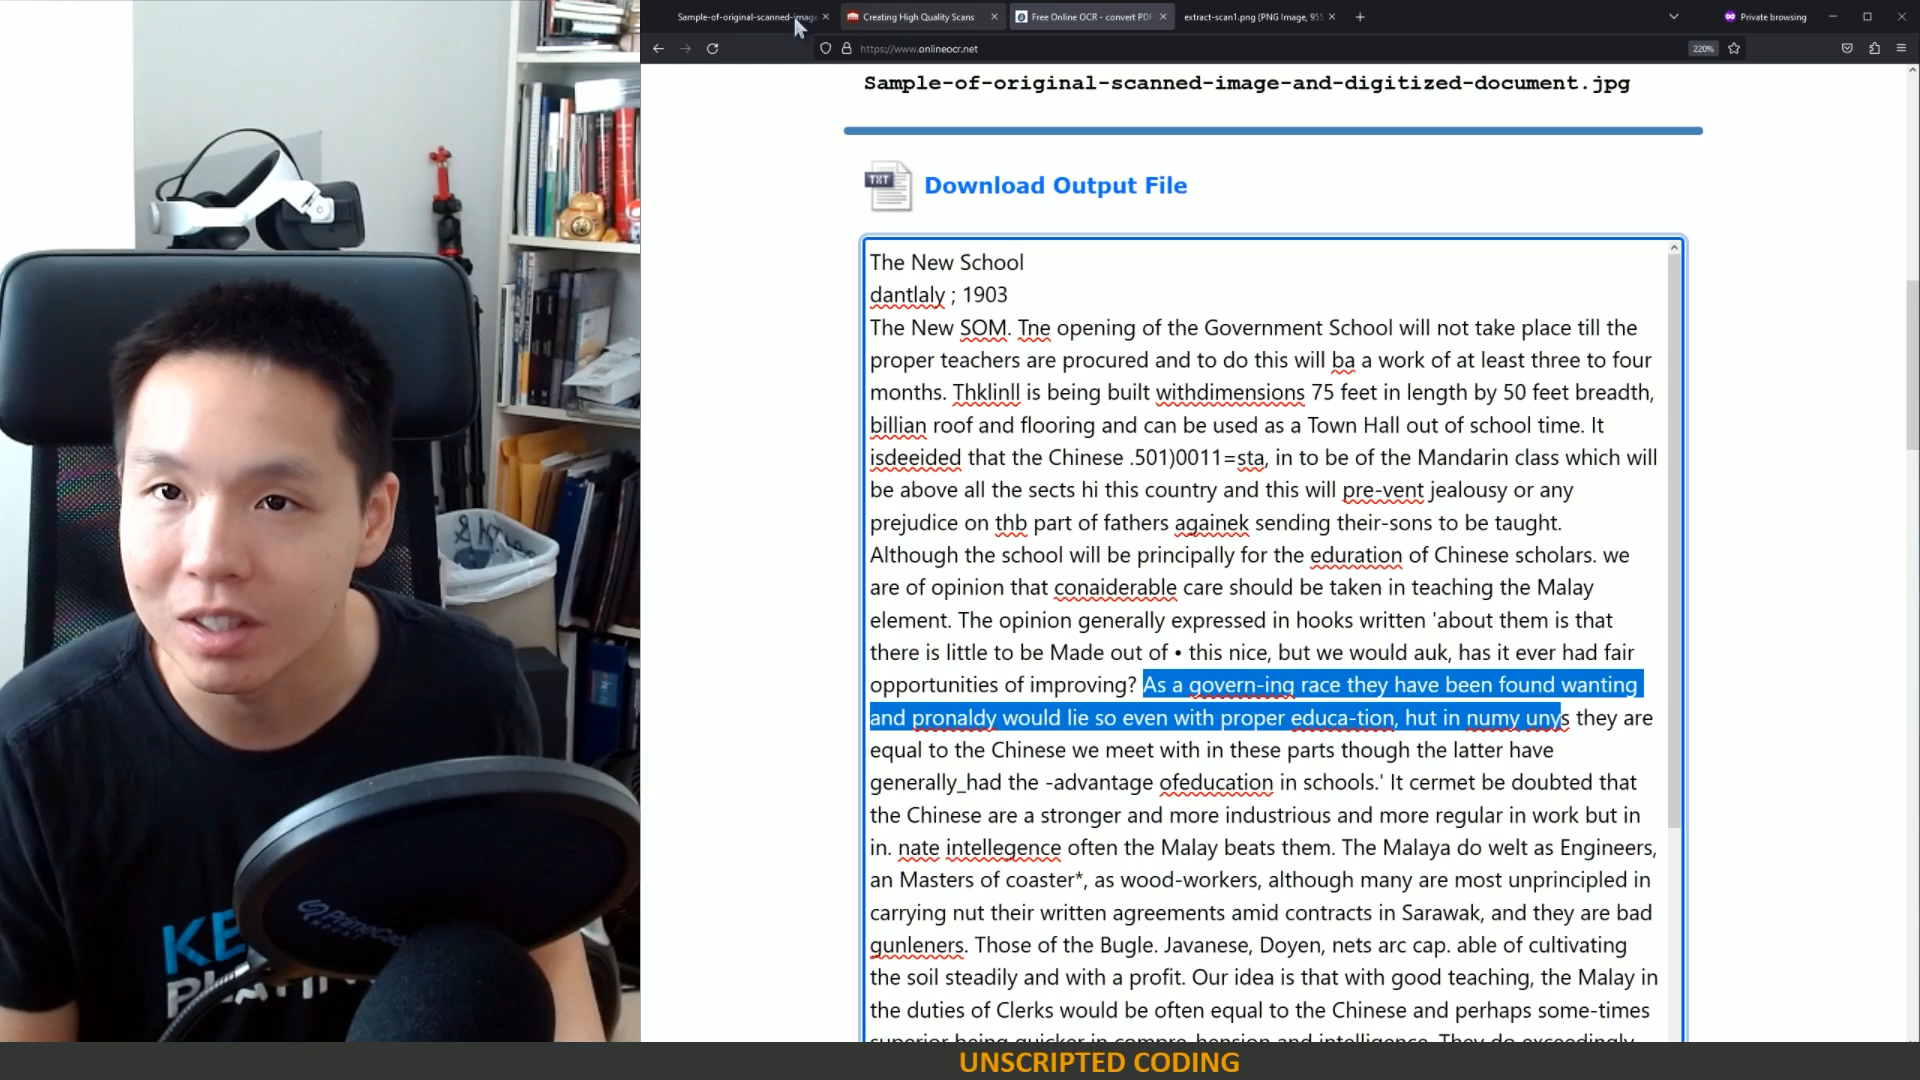 Sample-of-original-scanned-image
Creating High Quality Scans
Free Online OCR - convert PDF
extract-scan1.png (PNG Image, 955
Private browsing
https://www.onlineocr.net
220%
Sample-of-original-scanned-image-and-digitized-document.jpg
TXT
Download Output File
The New School
dantlaly ; 1903
The New SOM. Tne opening of the Government School will not take place till the
proper teachers are procured and to do this will ba a work of at least three to four
months. Thklinll is being built withdimensions 75 feet in length by 50 feet breadth,
billian roof and flooring and can be used as a Town Hall out of school time. It
isdeeided that the Chinese .501)0011=sta, in to be of the Mandarin class which will
be above all the sects hi this country and this will pre-vent jealousy or any
prejudice on thb part of fathers againek sending their-sons to be taught.
Although the school will be principally for the eduration of Chinese scholars. we
are of opinion that conaiderable care should be taken in teaching the Malay
element. The opinion generally expressed in hooks written 'about them is that
there is little to be Made out of • this nice, but we would auk, has it ever had fair
opportunities of improving? As a govern-ing race they have been found wanting
and pronaldy would lie so even with proper educa-tion, hut in numy unys they are
equal to the Chinese we meet with in these parts though the latter have
generally_had the -advantage ofeducation in schools.' It cermet be doubted that
the Chinese are a stronger and more industrious and more regular in work but in
in. nate intellegence often the Malay beats them. The Malaya do welt as Engineers,
an Masters of coaster*, as wood-workers, although many are most unprincipled in
carrying nut their written agreements amid contracts in Sarawak, and they are bad
gunleners. Those of the Bugle. Javanese, Doyen, nets arc cap. able of cultivating
the soil steadily and with a profit. Our idea is that with good teaching, the Malay in
the duties of Clerks would be often equal to the Chinese and perhaps some-times
superior being quicker in compre-hension and intelligence. They do exceedingly
KE
PLATIN
UNSCRIPTED CODING